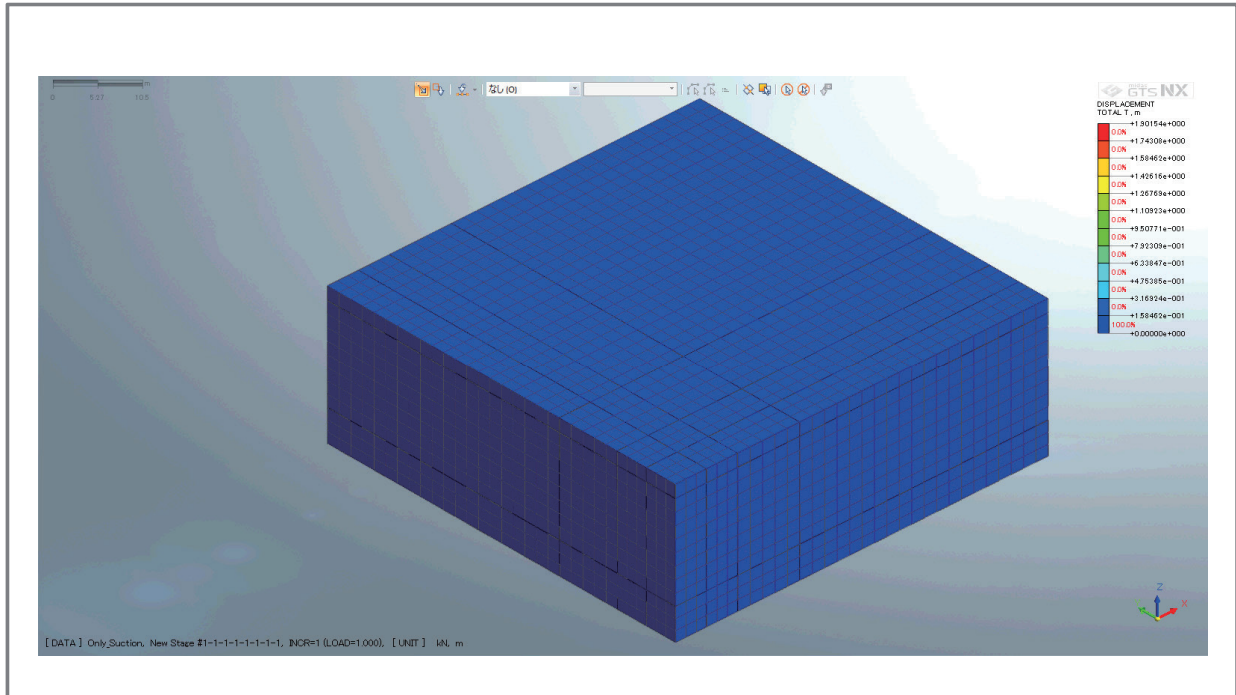 m
0 5.27 10.5
なし (O)
GTS NX
DISPLACEMENT
TOTAL T , m
+1.90154e+000
0.0%
+1.74308e+000
0.0%
+1.58462e+000
0.0%
+1.42616e+000
0.0%
+1.26769e+000
0.0%
+1.10923e+000
0.0%
+9.50771e-001
0.0%
+7.92309e-001
0.0%
+6.33847e-001
0.0%
+4.75385e-001
0.0%
+3.16924e-001
0.0%
+1.58462e-001
100.0%
+0.00000e+000
Z
X
[ DATA ] Only_Suction, New Stage #1-1-1-1-1-1-1-1, INCR=1 (LOAD=1.000), [ UNIT ] kN, m